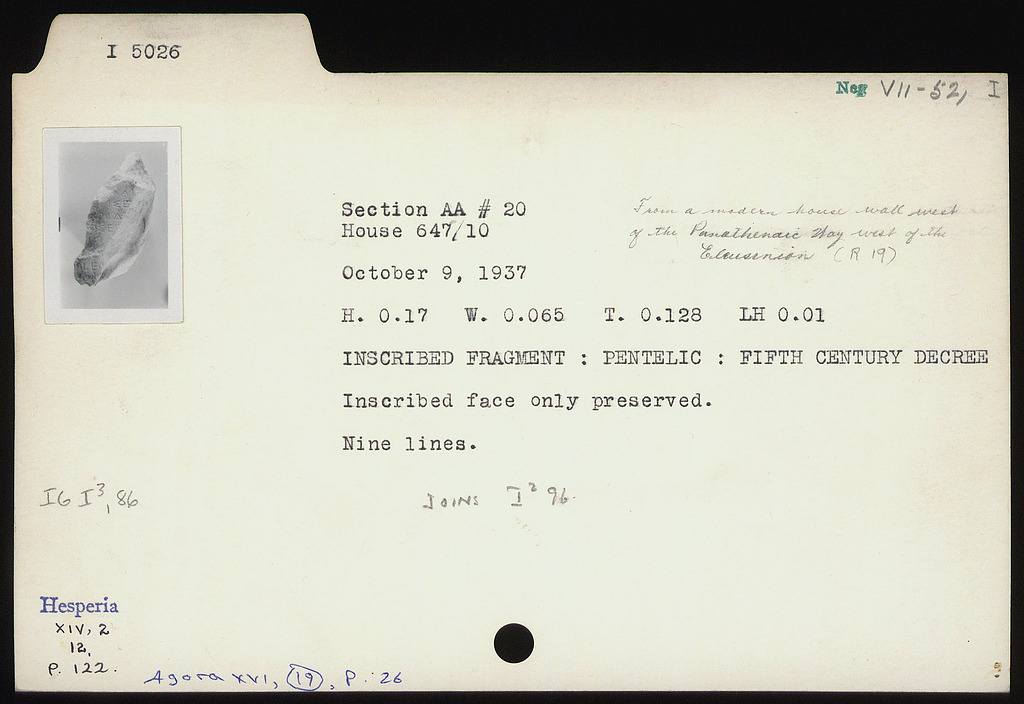 I 5026
Neg VII-52, I
Section AA # 20
House 647/10
From a modern house wall west
of the Panathenaic Way west of the
Eleusinion (R 19)
October 9, 1937
H. 0.17 W. 0.065 T. 0.128 LH 0.01
INSCRIBED FRAGMENT : PENTELIC : FIFTH CENTURY DECREE
Inscribed face only preserved.
Nine lines.
IG I³, 86
JOINS I² 96.
Hesperia
XIV, 2
12,
P. 122.
Agora XVI, 19, P. 26